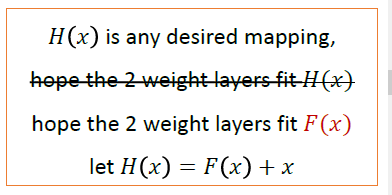 H(x) is any desired mapping,
hope the 2 weight layers fit H(x)
hope the 2 weight layers fit F(x)
let H(x) = F(x) + x